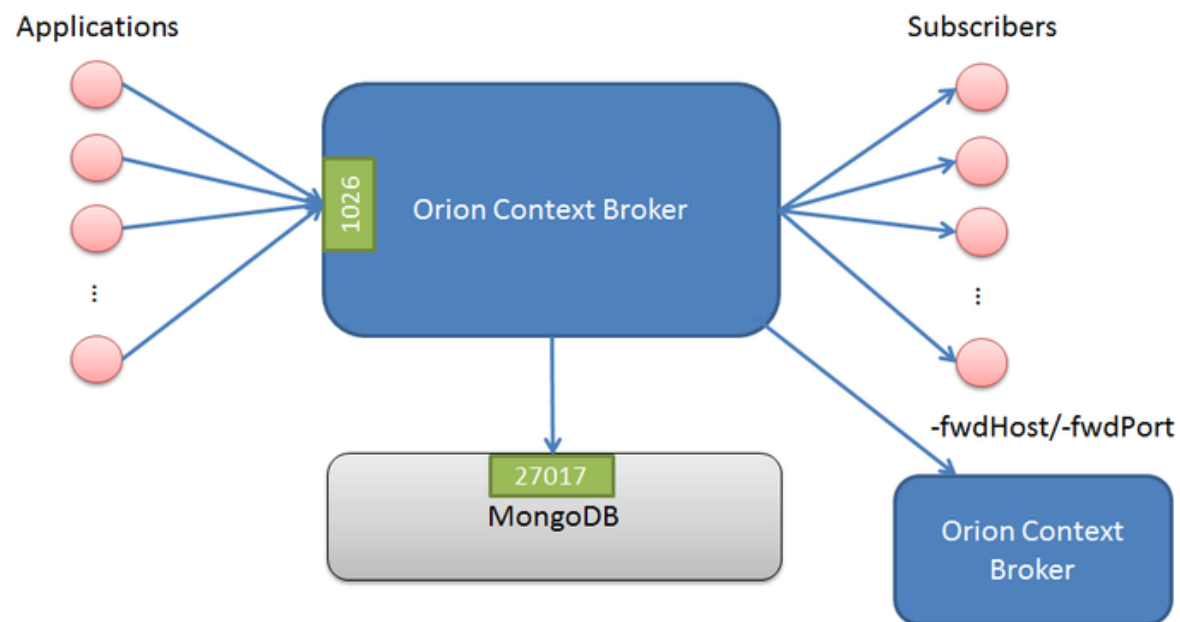 Applications
Subscribers
1026
Orion Context Broker
...
...
-fwdHost/-fwdPort
27017
MongoDB
Orion Context
Broker